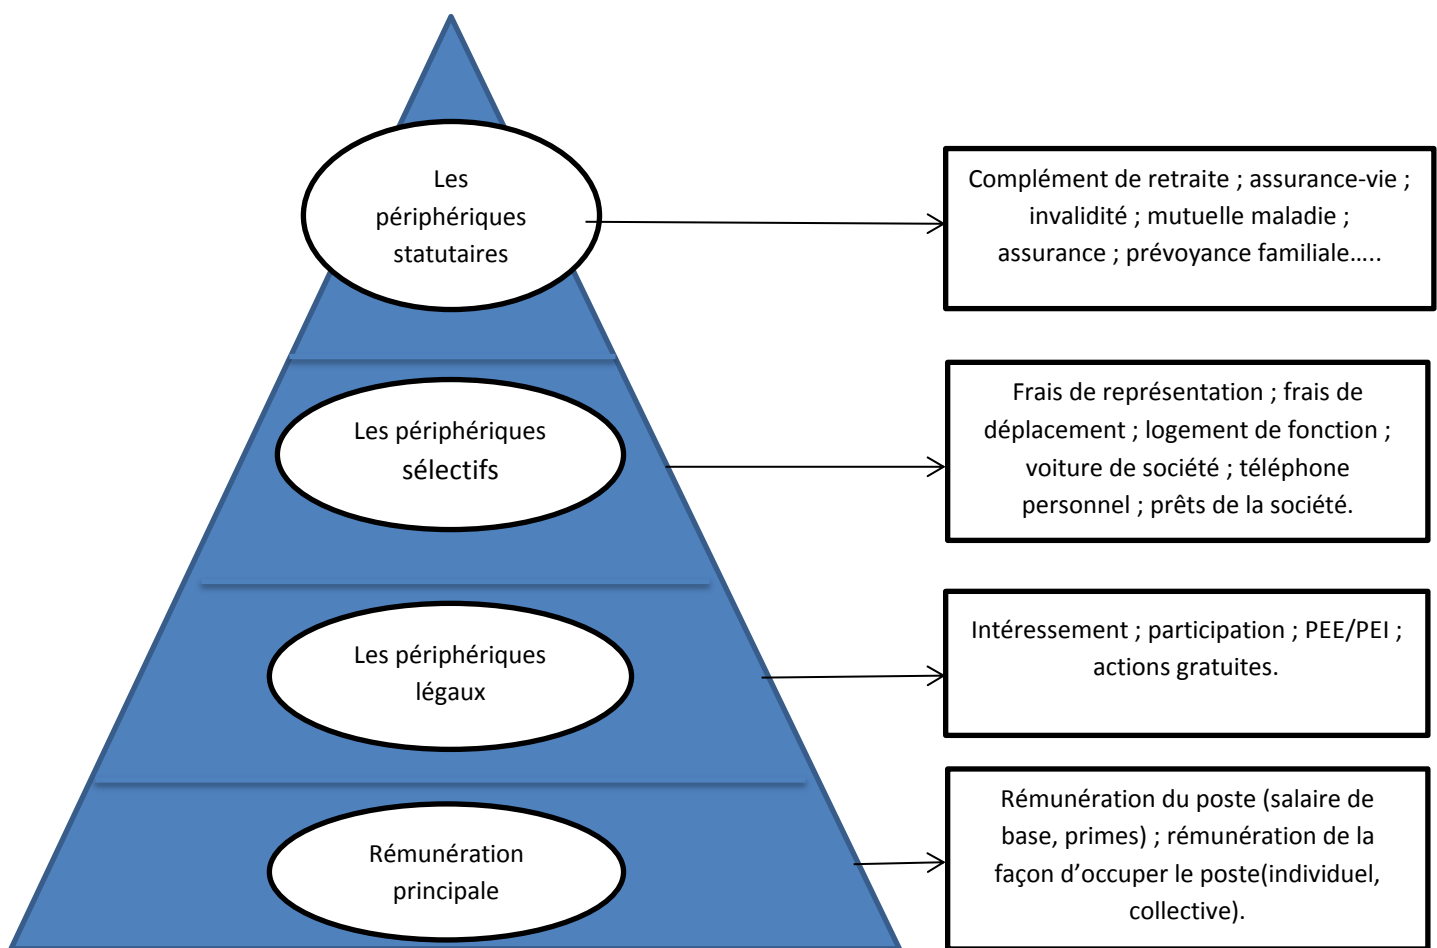 Les
périphériques
statutaires
Complément de retraite ; assurance-vie ;
invalidité ; mutuelle maladie ;
assurance ; prévoyance familiale…..
Les périphériques
sélectifs
Frais de représentation ; frais de
déplacement ; logement de fonction ;
voiture de société ; téléphone
personnel ; prêts de la société.
Les périphériques
légaux
Intéressement ; participation ; PEE/PEI ;
actions gratuites.
Rémunération
principale
Rémunération du poste (salaire de
base, primes) ; rémunération de la
façon d’occuper le poste(individuel,
collective).